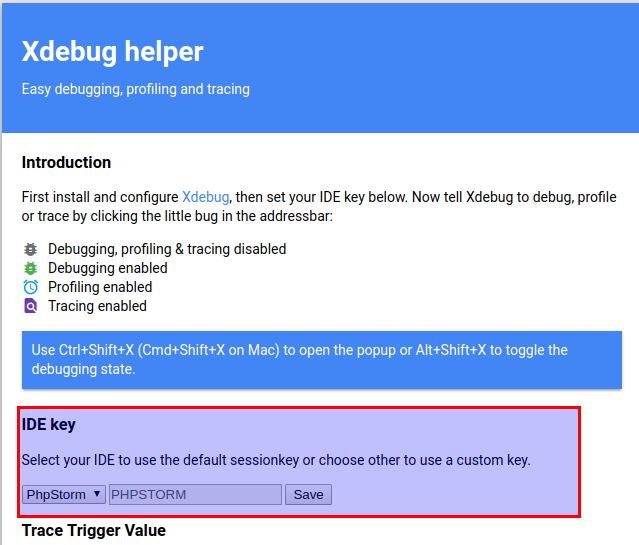 Xdebug helper
Easy debugging, profiling and tracing
Introduction
First install and configure Xdebug, then set your IDE key below. Now tell Xdebug to debug, profile
or trace by clicking the little bug in the addressbar:
Debugging, profiling & tracing disabled
Debugging enabled
Profiling enabled
Tracing enabled
Use Ctrl+Shift+X (Cmd+Shift+X on Mac) to open the popup or Alt+Shift+X to toggle the
debugging state.
IDE key
Select your IDE to use the default sessionkey or choose other to use a custom key.
PhpStorm PHPSTORM Save
Trace Trigger Value